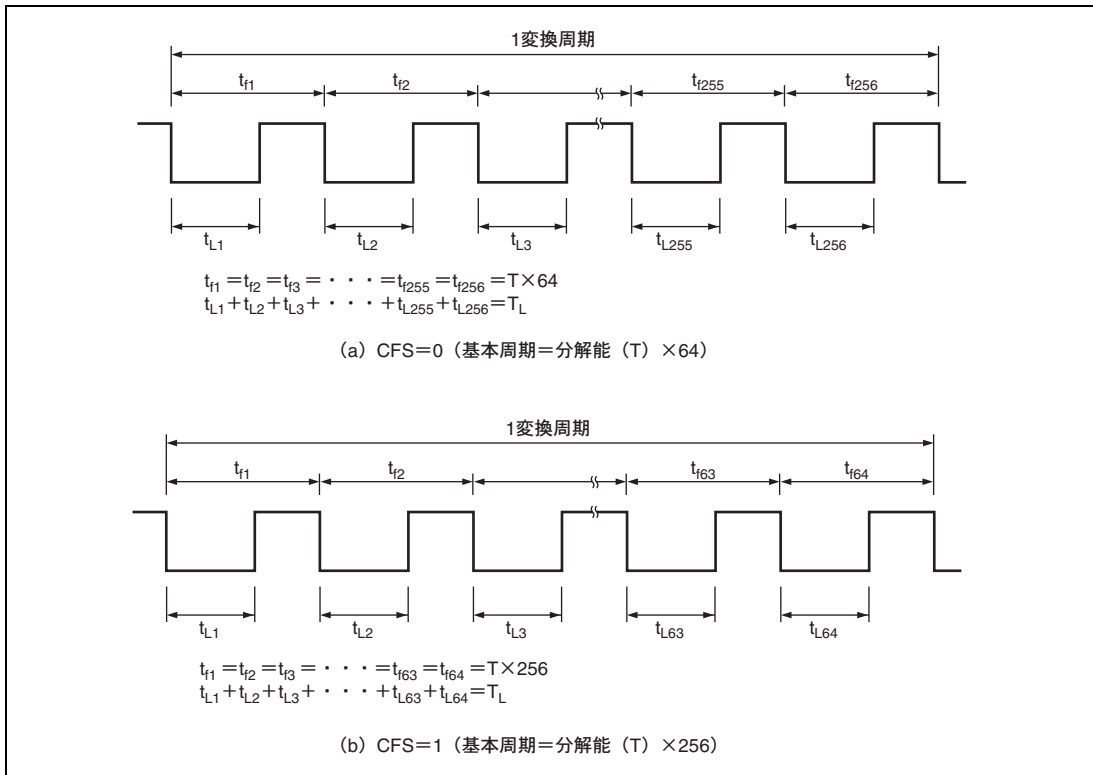 1変換周期
tf1 tf2 tf255 tf256
tL1 tL2 tL3 tL255 tL256
tf1=tf2=tf3=・・・=tf255=tf256=T×64
tL1+tL2+tL3+・・・+tL255+tL256=TL
(a) CFS=0(基本周期=分解能(T)×64)
1変換周期
tf1 tf2 tf63 tf64
tL1 tL2 tL3 tL63 tL64
tf1=tf2=tf3=・・・=tf63=tf64=T×256
tL1+tL2+tL3+・・・+tL63+tL64=TL
(b) CFS=1(基本周期=分解能(T)×256)